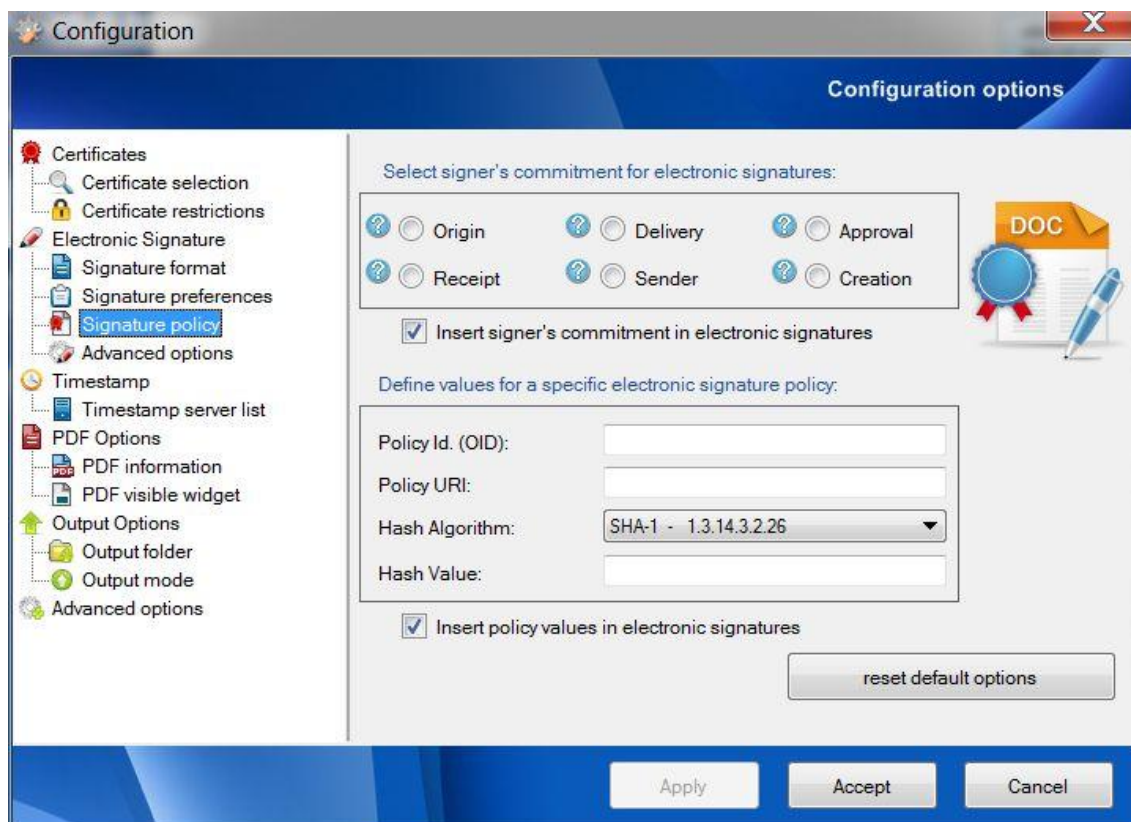 Configuration
X
Configuration options
Certificates
Certificate selection
Certificate restrictions
Electronic Signature
Signature format
Signature preferences
Signature policy
Advanced options
Timestamp
Timestamp server list
PDF Options
PDF information
PDF visible widget
Output Options
Output folder
Output mode
Advanced options
Select signer's commitment for electronic signatures:
? Origin ? Delivery ? Approval
? Receipt ? Sender ? Creation
DOC
Insert signer's commitment in electronic signatures
Define values for a specific electronic signature policy:
Policy Id. (OID):
Policy URI:
Hash Algorithm: SHA-1 - 1.3.14.3.2.26
Hash Value:
Insert policy values in electronic signatures
reset default options
Apply Accept Cancel